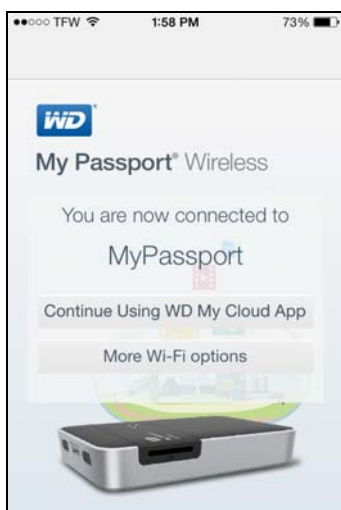 ●●○○○ TFW 1:58 PM 73%
WD
My Passport® Wireless
You are now connected to
MyPassport
Continue Using WD My Cloud App
More Wi-Fi options